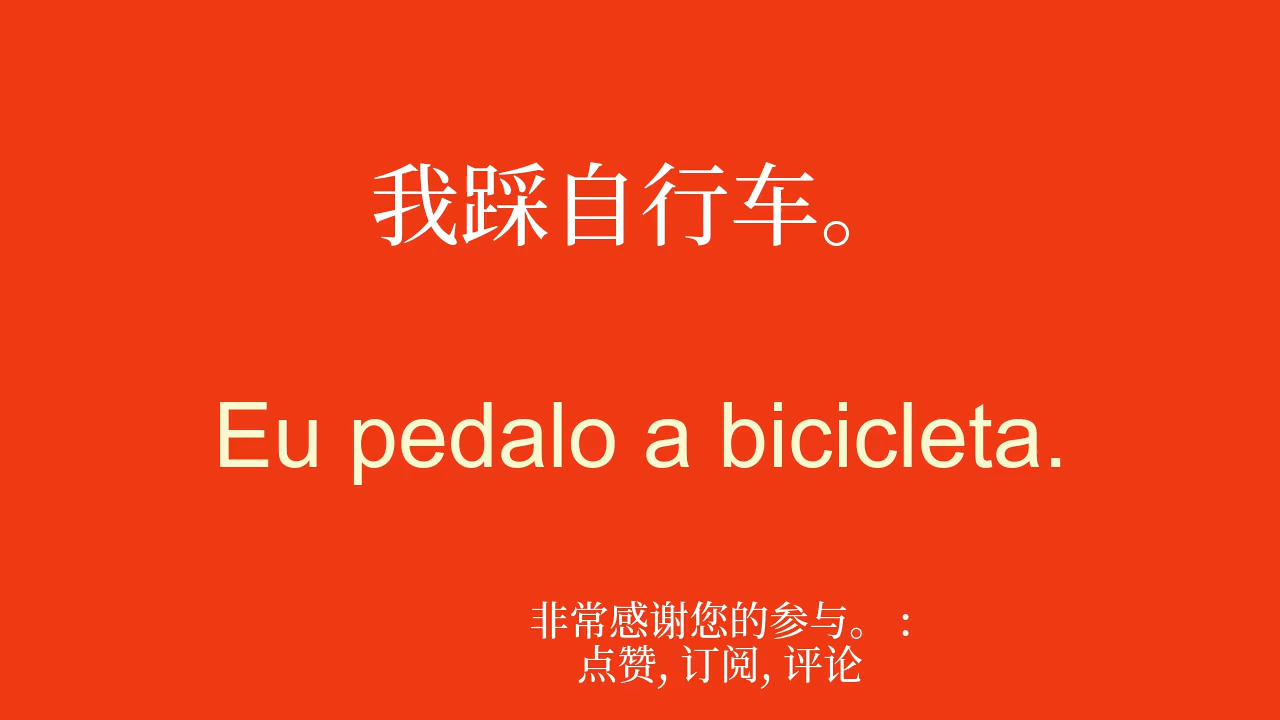 我踩自行车。
Eu pedalo a bicicleta.
非常感谢您的参与。 :
点赞, 订阅, 评论